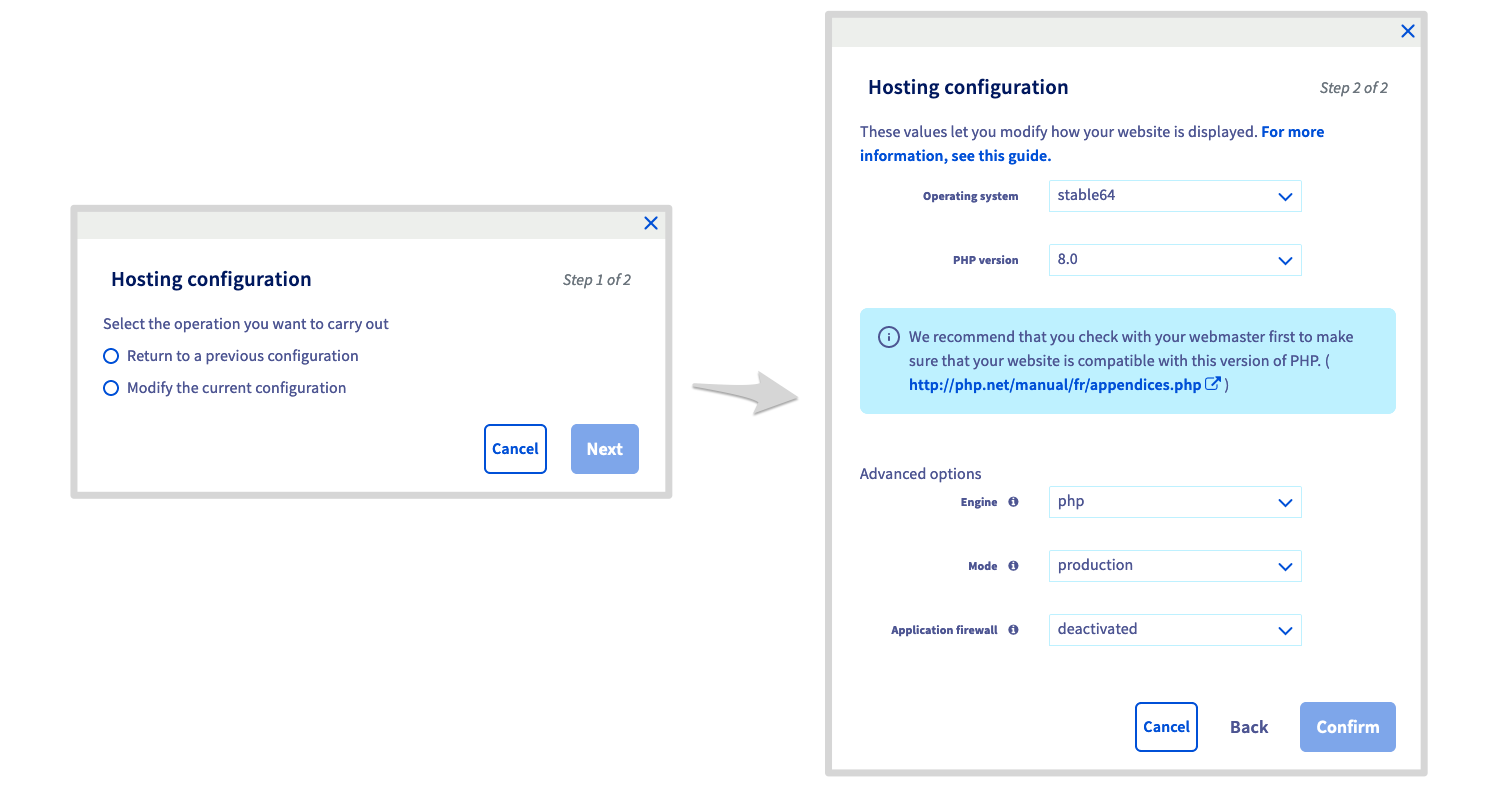 Hosting configuration
Step 1 of 2
Select the operation you want to carry out
Return to a previous configuration
Modify the current configuration
Cancel
Next
Hosting configuration
Step 2 of 2
These values let you modify how your website is displayed. For more
information, see this guide.
Operating system
stable64
PHP version
8.0
We recommend that you check with your webmaster first to make
sure that your website is compatible with this version of PHP. (
http://php.net/manual/fr/appendices.php )
Advanced options
Engine
php
Mode
production
Application firewall
deactivated
Cancel
Back
Confirm